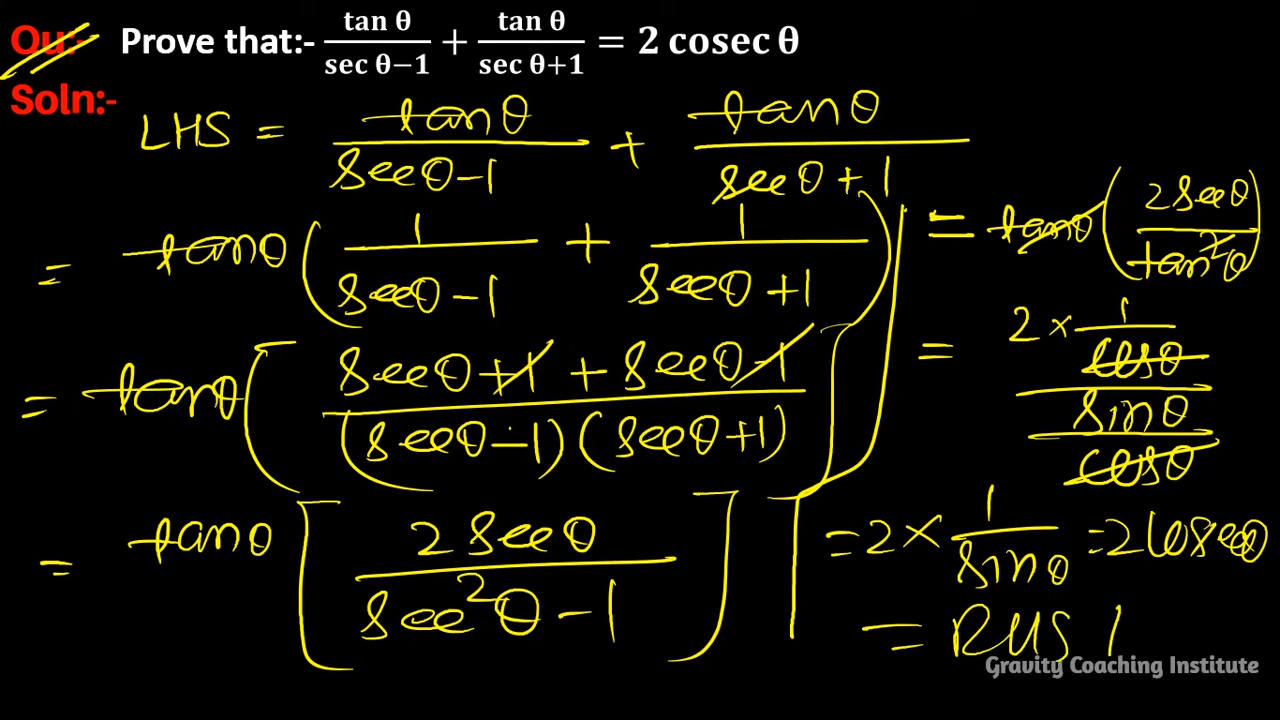 Qu:- Prove that:- tan θ/sec θ−1 + tan θ/sec θ+1 = 2 cosec θ
Soln:-
LHS = tanθ/secθ-1 + tanθ/secθ+1
= tanθ(1/secθ-1 + 1/secθ+1)
= tanθ[secθ+1+secθ-1/(secθ-1)(secθ+1)]
= tanθ[2secθ/sec²θ-1]
= tanθ(2secθ/tan²θ)
= 2×1/cosθ/sinθ/cosθ
=2×1/sinθ=2cosecθ
= RHS
Gravity Coaching Institute